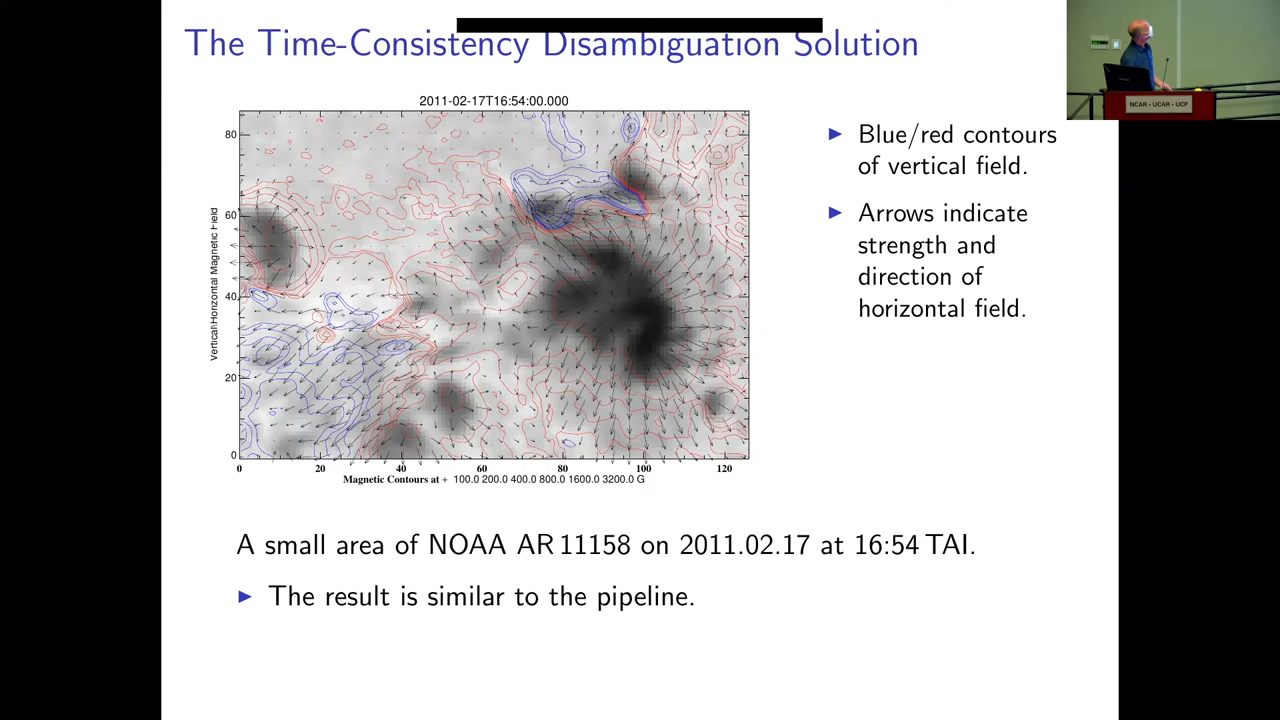 The Time-Consistency Disambiguation Solution
NCAR • UCAR • UCP
2011-02-17T16:54:00.000
Vertical/Horizontal Magnetic Field
80
60
40
20
0
0 20 40 60 80 100 120
Magnetic Contours at + 100.0 200.0 400.0 800.0 1600.0 3200.0 G
▶ Blue/red contours
of vertical field.
▶ Arrows indicate
strength and
direction of
horizontal field.
A small area of NOAA AR 11158 on 2011.02.17 at 16:54 TAI.
▶ The result is similar to the pipeline.